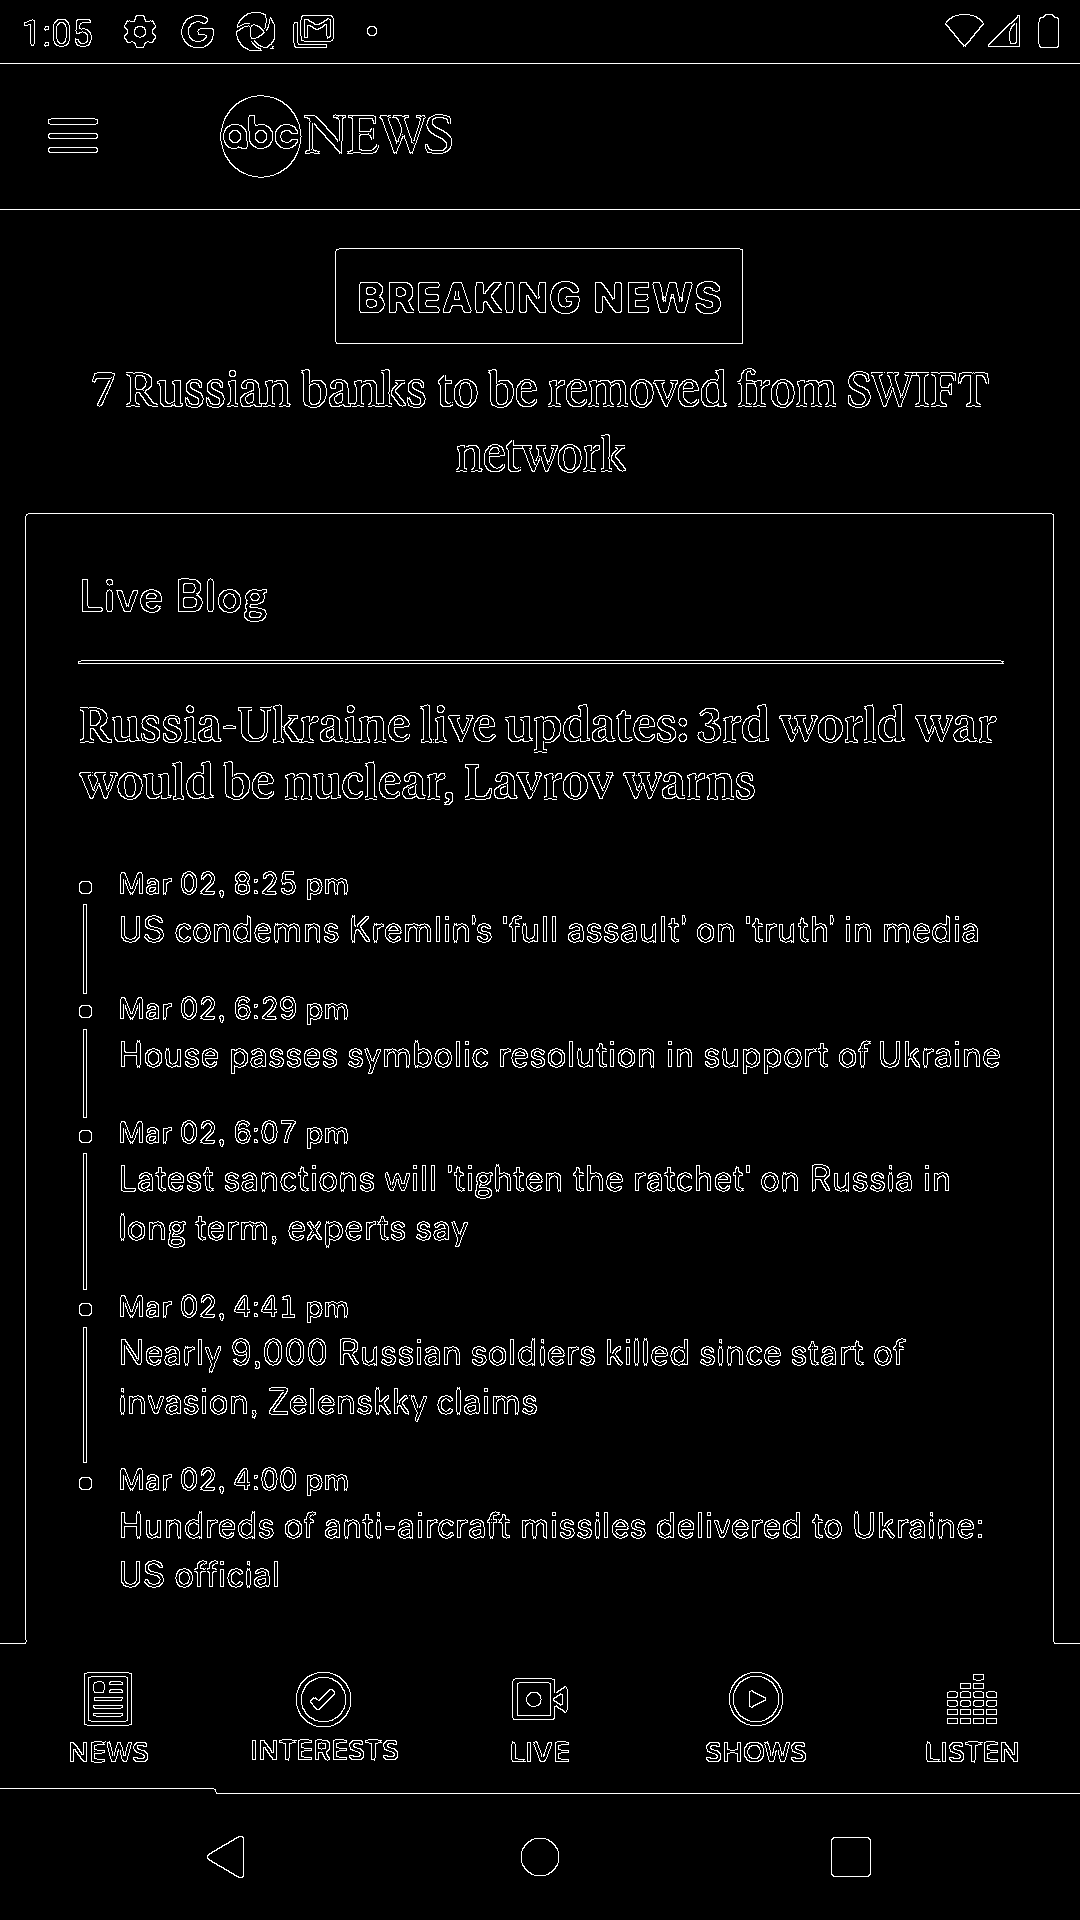 1:05
abcNEWS
BREAKING NEWS
7 Russian banks to be removed from SWIFT
network
Live Blog
Russia-Ukraine live updates: 3rd world war
would be nuclear, Lavrov warns
Mar 02, 8:25 pm
US condemns Kremlin's 'full assault' on 'truth' in media
Mar 02, 6:29 pm
House passes symbolic resolution in support of Ukraine
Mar 02, 6:07 pm
Latest sanctions will 'tighten the ratchet' on Russia in
long term, experts say
Mar 02, 4:41 pm
Nearly 9,000 Russian soldiers killed since start of
invasion, Zelenskky claims
Mar 02, 4:00 pm
Hundreds of anti-aircraft missiles delivered to Ukraine:
US official
NEWS INTERESTS LIVE SHOWS LISTEN